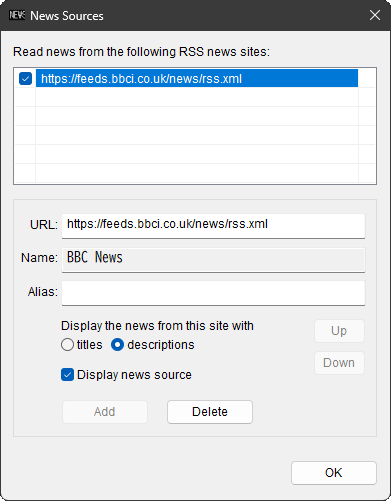 NEWS News Sources
Read news from the following RSS news sites:
https://feeds.bbci.co.uk/news/rss.xml
URL: https://feeds.bbci.co.uk/news/rss.xml
Name: BBC News
Alias:
Display the news from this site with
titles descriptions
Up
Down
Display news source
Add Delete
OK